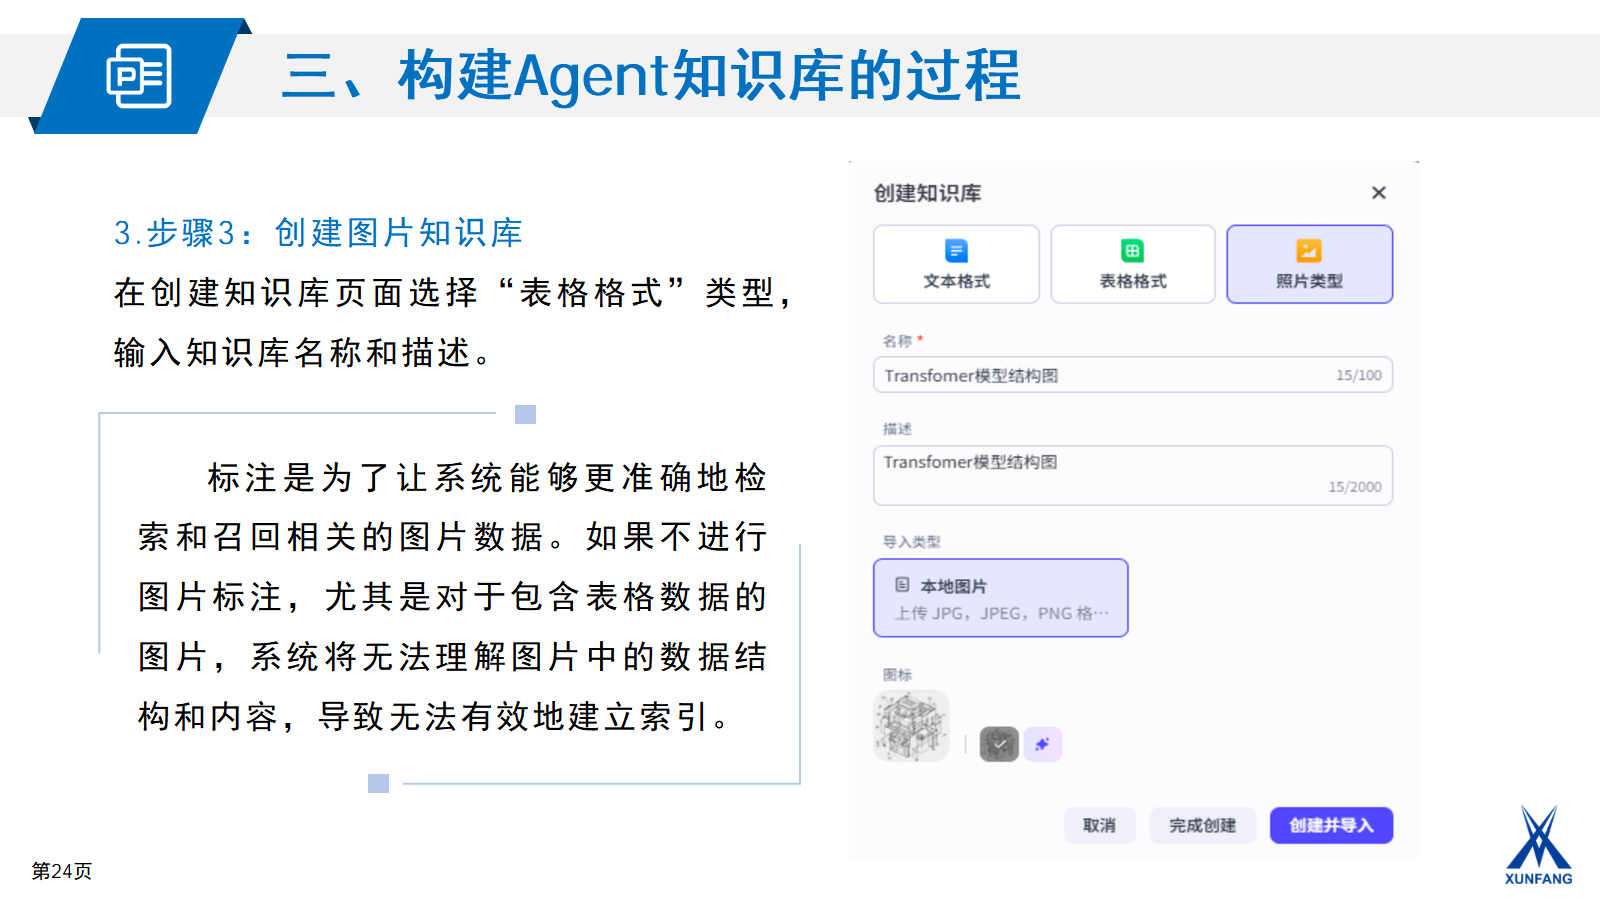 三、构建Agent知识库的过程
3.步骤3：创建图片知识库
在创建知识库页面选择“表格格式”类型，
输入知识库名称和描述。
标注是为了让系统能够更准确地检
索和召回相关的图片数据。如果不进行
图片标注，尤其是对于包含表格数据的
图片，系统将无法理解图片中的数据结
构和内容，导致无法有效地建立索引。
创建知识库
文本格式
表格格式
照片类型
名称 *
Transfomer模型结构图 15/100
描述
Transfomer模型结构图
15/2000
导入类型
本地图片
上传 JPG，JPEG，PNG 格…
图标
取消
完成创建
创建并导入
第24页
XUNFANG